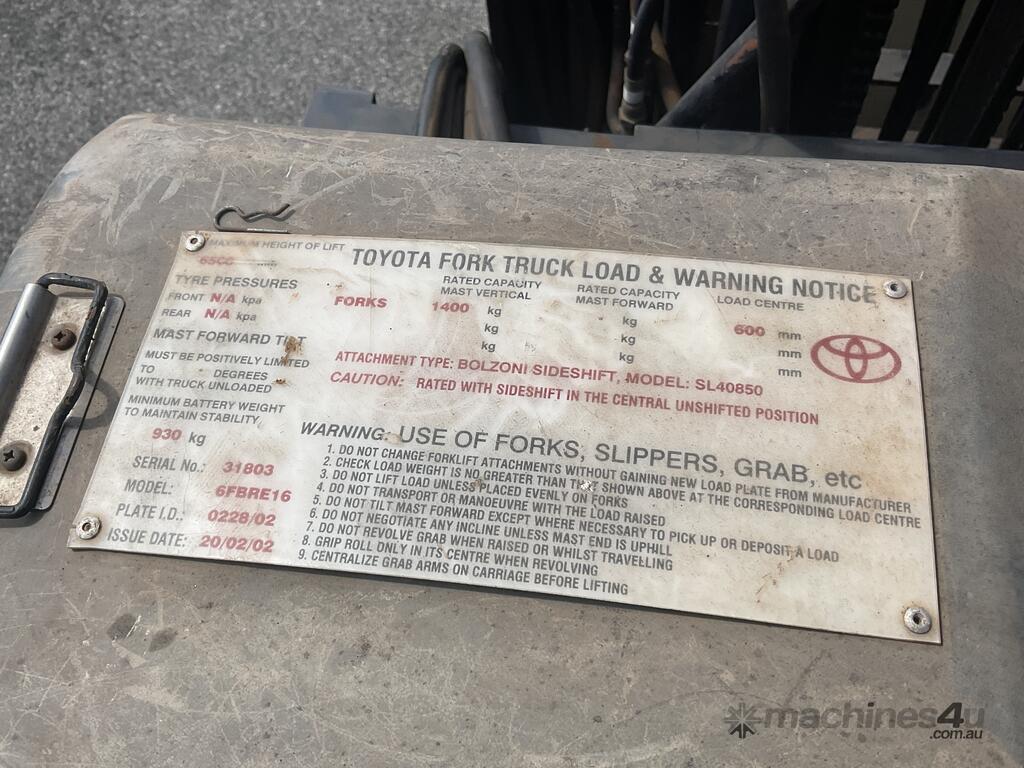 MAXIMUM HEIGHT OF LIFT
TOYOTA FORK TRUCK LOAD & WARNING NOTICE
TYRE PRESSURES
FRONT N/A kpa
REAR N/A kpa
RATED CAPACITY MAST VERTICAL
RATED CAPACITY MAST FORWARD
LOAD CENTRE
FORKS 1400 kg kg 600 mm
kg kg mm
kg kg mm
MAST FORWARD TILT
MUST BE POSITIVELY LIMITED
TO DEGREES
WITH TRUCK UNLOADED
MINIMUM BATTERY WEIGHT
TO MAINTAIN STABILITY
930 kg
SERIAL No.: 31803
MODEL: 6FBRE16
PLATE I.D.: 0228/02
ISSUE DATE: 20/02/02
ATTACHMENT TYPE: BOLZONI SIDESHIFT, MODEL: SL40850
CAUTION: RATED WITH SIDESHIFT IN THE CENTRAL UNSHIFTED POSITION
WARNING: USE OF FORKS, SLIPPERS, GRAB, etc
1. DO NOT CHANGE FORKLIFT ATTACHMENTS WITHOUT GAINING NEW LOAD PLATE FROM MANUFACTURER
2. CHECK LOAD WEIGHT IS NO GREATER THAN THAT SHOWN ABOVE AT THE CORRESPONDING LOAD CENTRE
3. DO NOT LIFT LOAD UNLESS PLACED EVENLY ON FORKS
4. DO NOT TRANSPORT OR MANOEUVRE WITH THE LOAD RAISED
5. DO NOT TILT MAST FORWARD EXCEPT WHERE NECESSARY TO PICK UP OR DEPOSIT A LOAD
6. DO NOT NEGOTIATE ANY INCLINE UNLESS MAST END IS UPHILL
7. DO NOT REVOLVE GRAB WHEN RAISED OR WHILST TRAVELLING
8. GRIP ROLL ONLY IN ITS CENTRE WHEN REVOLVING
9. CENTRALIZE GRAB ARMS ON CARRIAGE BEFORE LIFTING
machines4u
.com.au